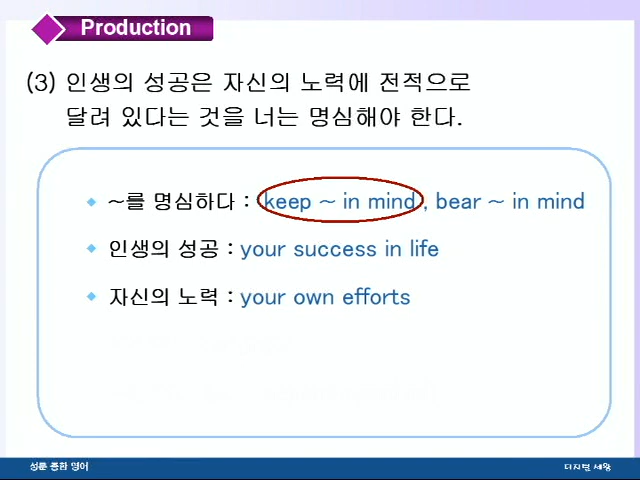 Production
(3) 인생의 성공은 자신의 노력에 전적으로
달려 있다는 것을 너는 명심해야 한다.
~를 명심하다 : keep ~ in mind , bear ~ in mind
인생의 성공 : your success in life
자신의 노력 : your own efforts
성문 종합 영어
디지털 세왕